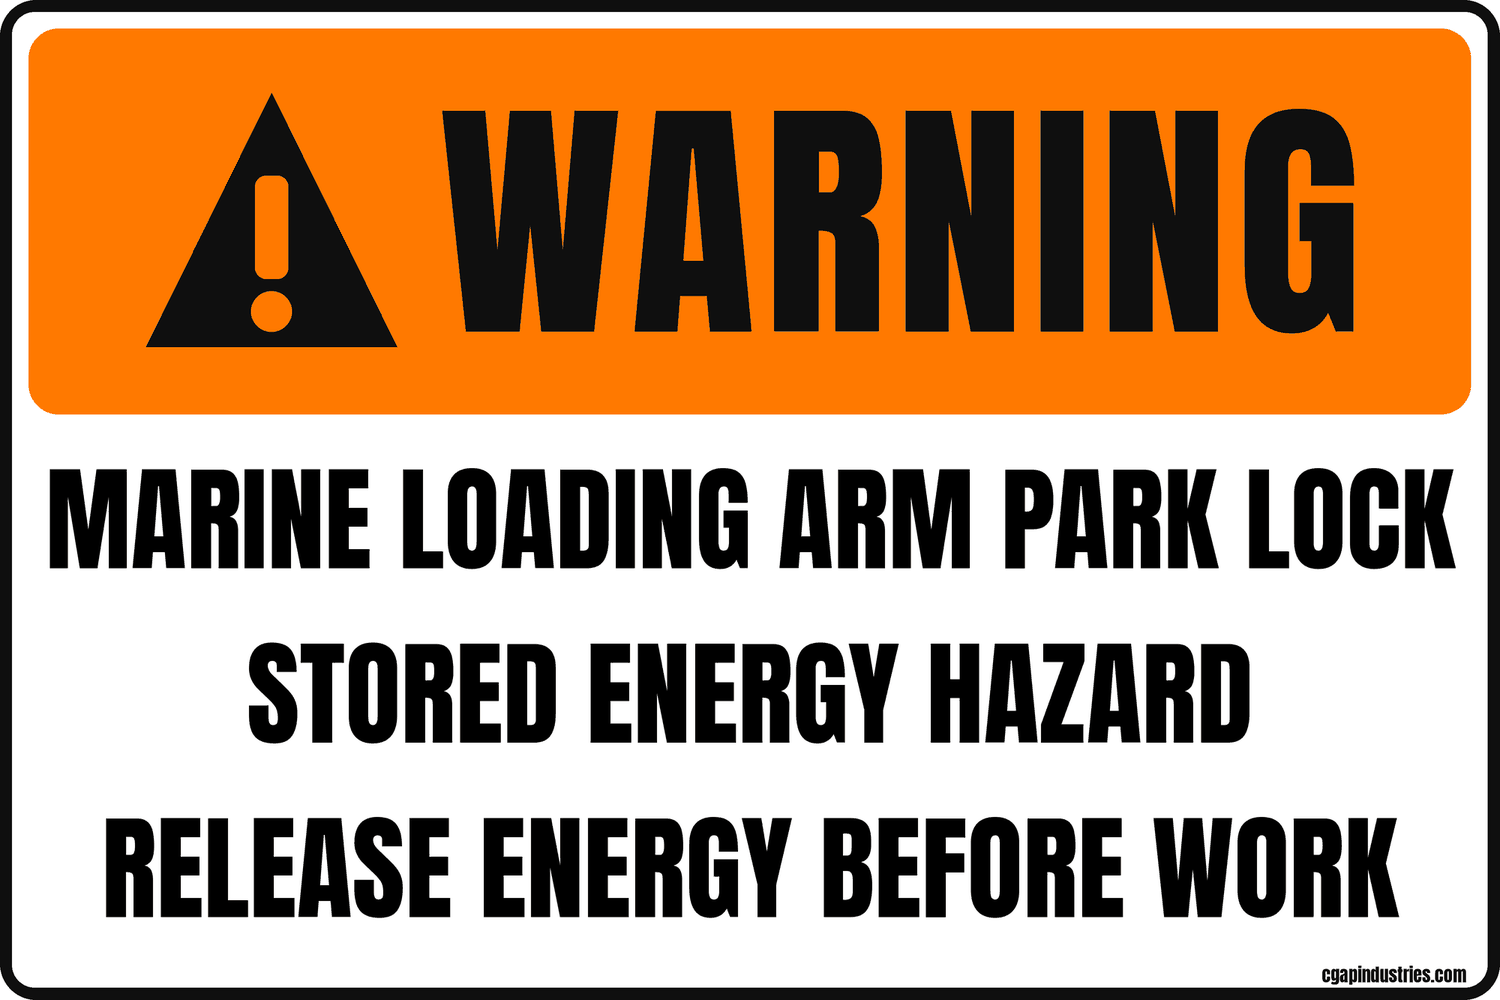 WARNING
MARINE LOADING ARM PARK LOCK
STORED ENERGY HAZARD
RELEASE ENERGY BEFORE WORK
cgapindustries.com